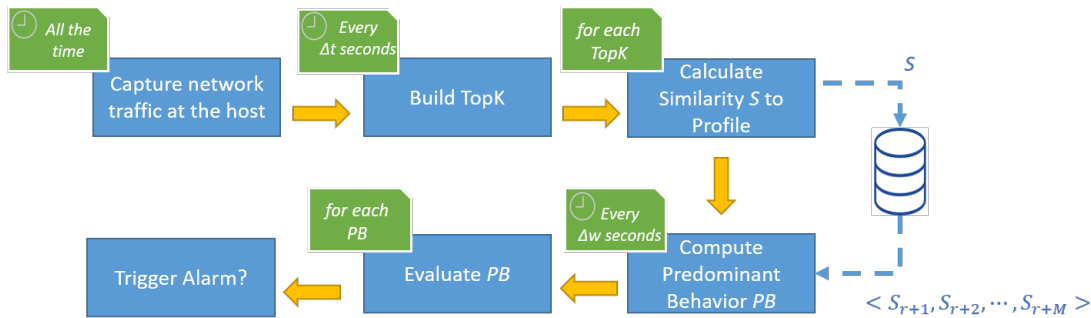 All the
time
Capture network
traffic at the host
Every
Δt seconds
Build TopK
for each
TopK
Calculate
Similarity S to
Profile
S
for each
PB
Every
Δw seconds
Trigger Alarm?
Evaluate PB
Compute
Predominant
Behavior PB
< S_{r+1}, S_{r+2}, ⋯, S_{r+M} >